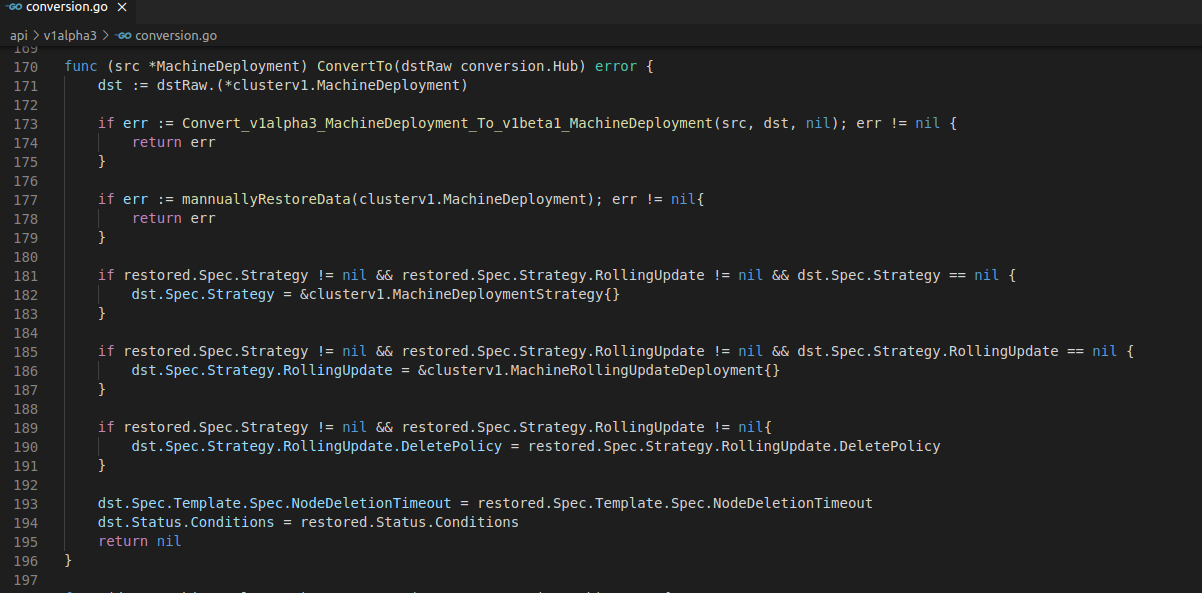 GO conversion.go ×
api > v1alpha3 > GO conversion.go
169
170 func (src *MachineDeployment) ConvertTo(dstRaw conversion.Hub) error {
171 dst := dstRaw.(*clusterv1.MachineDeployment)
172
173 if err := Convert_v1alpha3_MachineDeployment_To_v1beta1_MachineDeployment(src, dst, nil); err != nil {
174 return err
175 }
176
177 if err := mannuallyRestoreData(clusterv1.MachineDeployment); err != nil{
178 return err
179 }
180
181 if restored.Spec.Strategy != nil && restored.Spec.Strategy.RollingUpdate != nil && dst.Spec.Strategy == nil {
182 dst.Spec.Strategy = &clusterv1.MachineDeploymentStrategy{}
183 }
184
185 if restored.Spec.Strategy != nil && restored.Spec.Strategy.RollingUpdate != nil && dst.Spec.Strategy.RollingUpdate == nil {
186 dst.Spec.Strategy.RollingUpdate = &clusterv1.MachineRollingUpdateDeployment{}
187 }
188
189 if restored.Spec.Strategy != nil && restored.Spec.Strategy.RollingUpdate != nil{
190 dst.Spec.Strategy.RollingUpdate.DeletePolicy = restored.Spec.Strategy.RollingUpdate.DeletePolicy
191 }
192
193 dst.Spec.Template.Spec.NodeDeletionTimeout = restored.Spec.Template.Spec.NodeDeletionTimeout
194 dst.Status.Conditions = restored.Status.Conditions
195 return nil
196 }
197